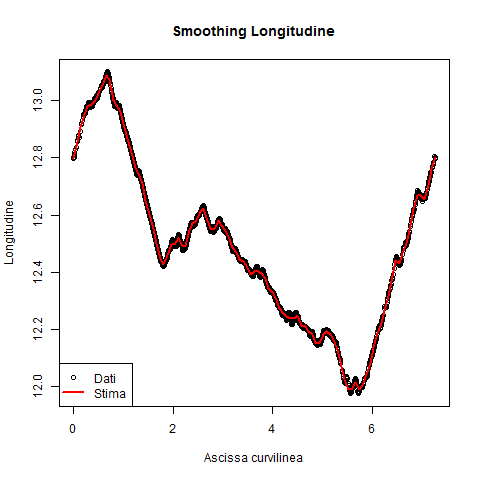 Smoothing Longitudine
Longitudine
13.0
12.8
12.6
12.4
12.2
12.0
Dati
Stima
0 2 4 6
Ascissa curvilinea